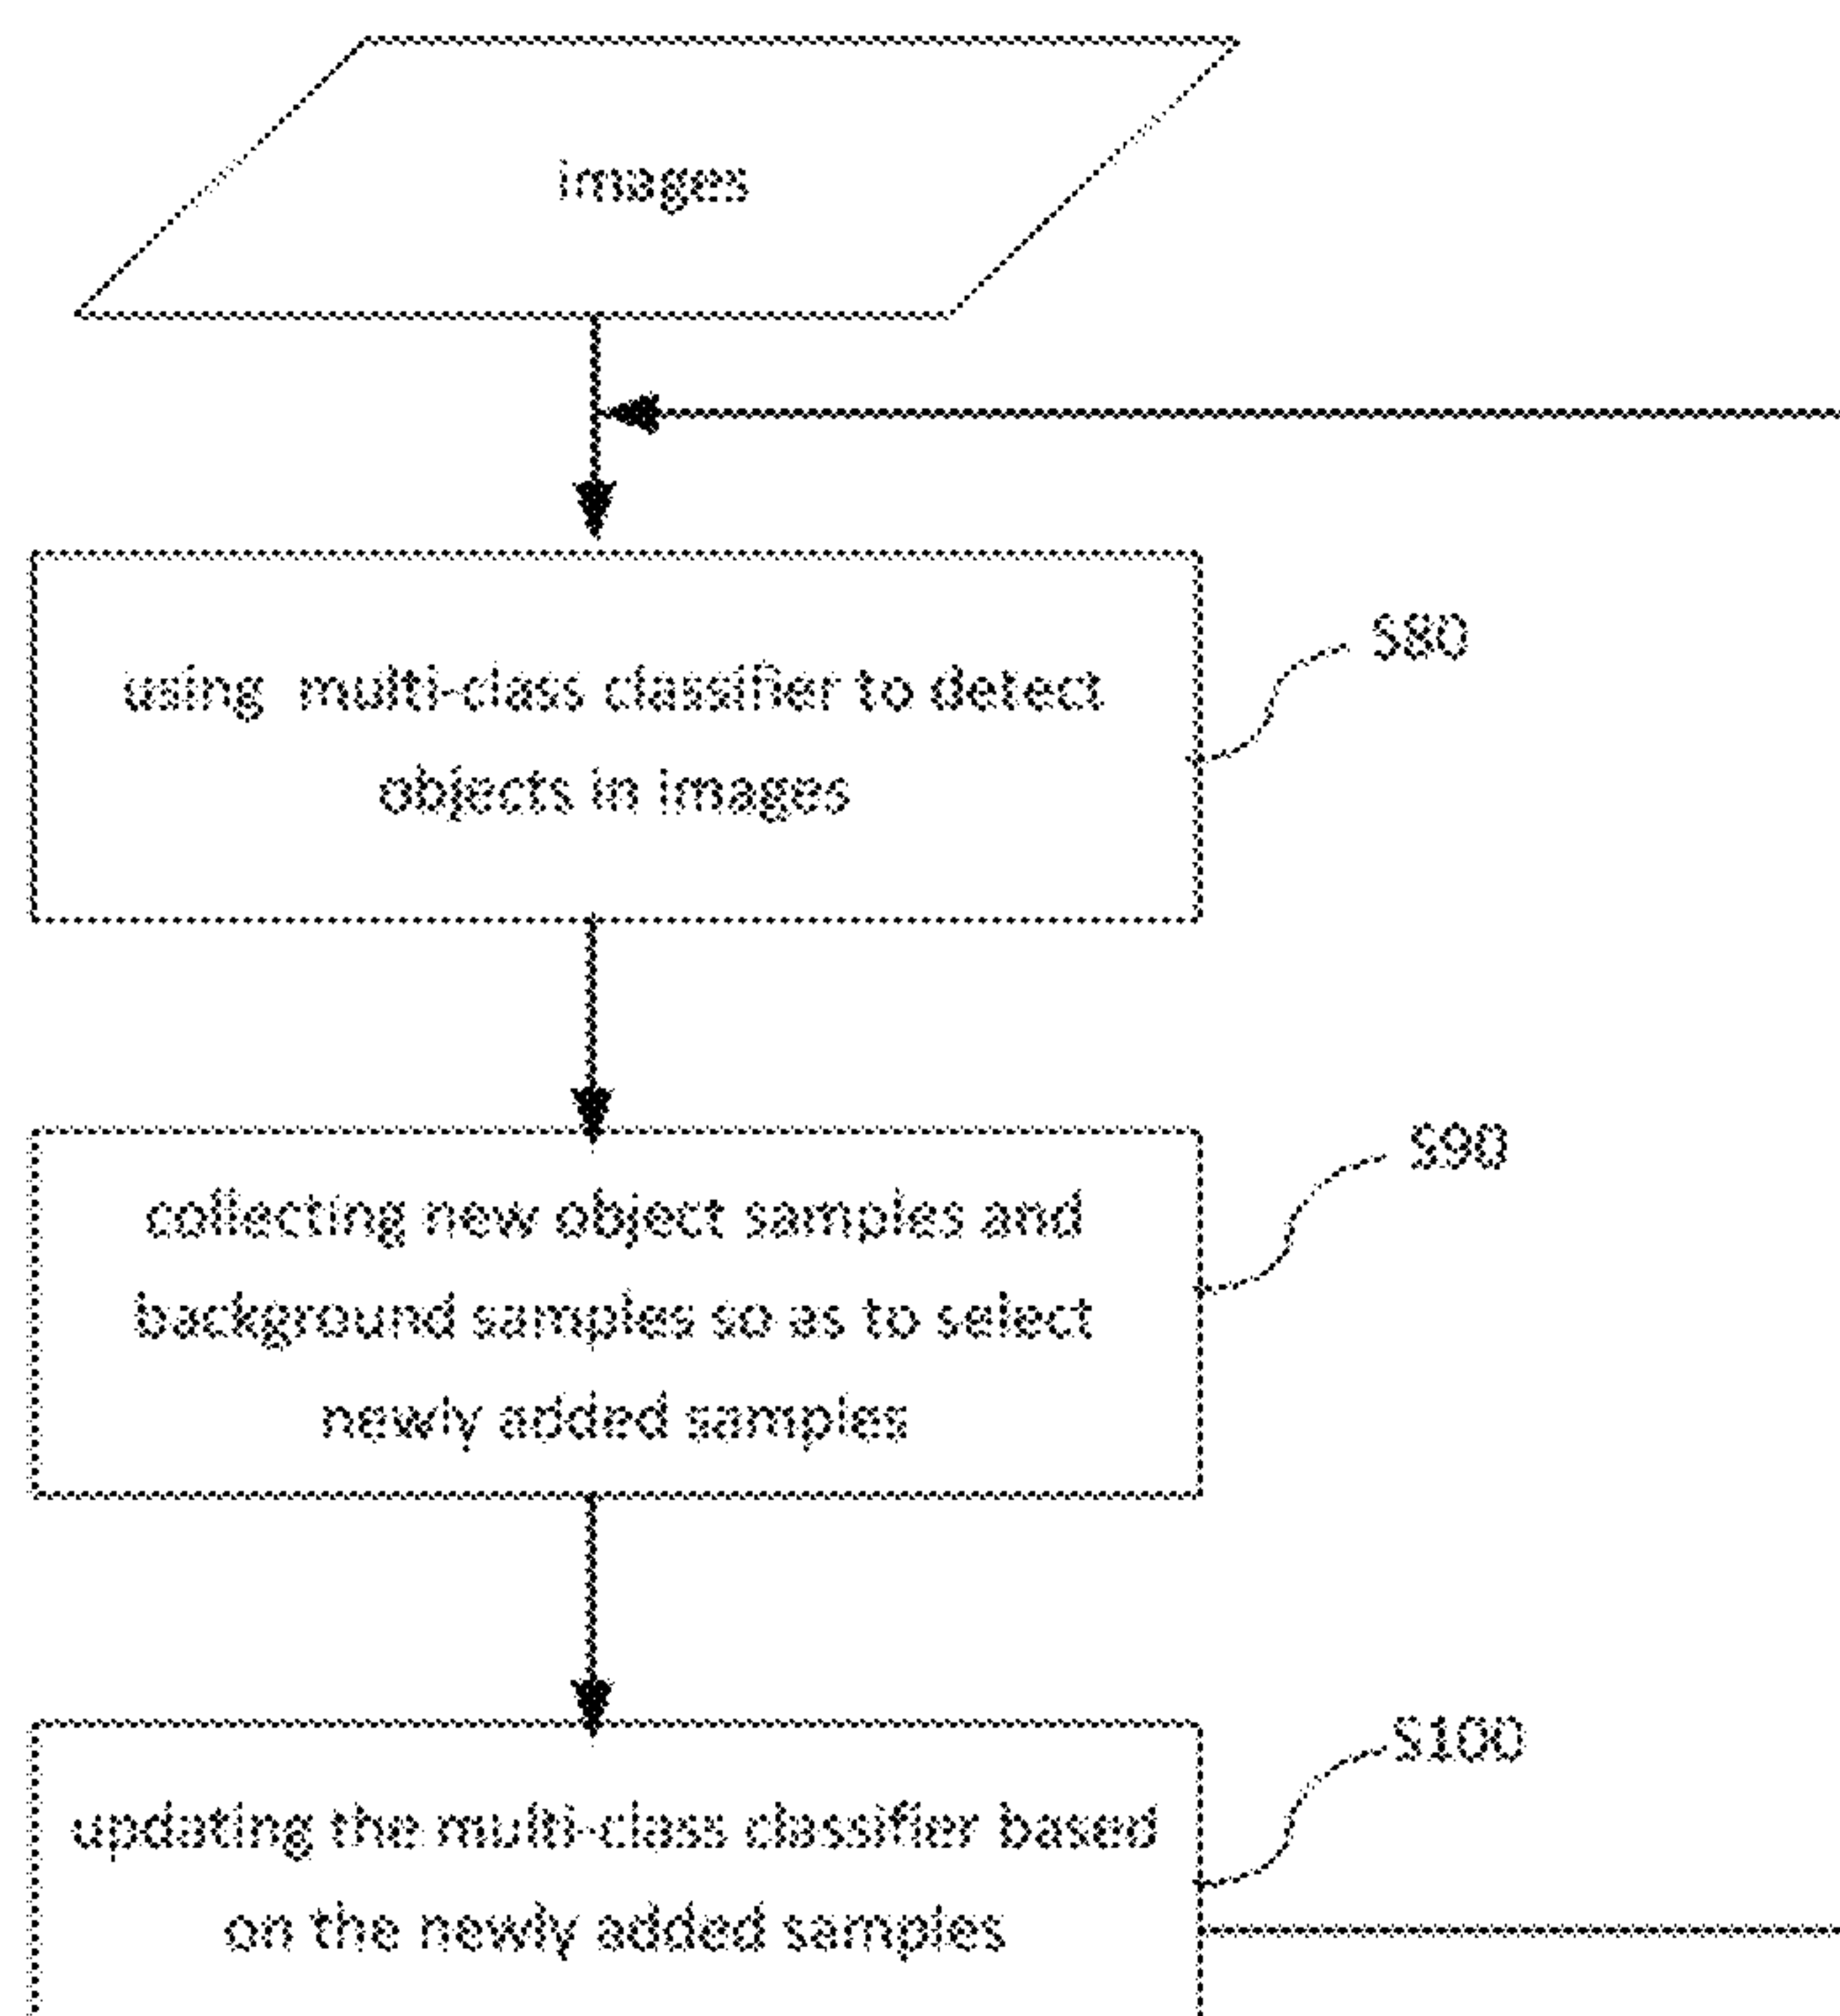 images
using multi-class classifier to detect
objects in images
S80
collecting new object samples and
background samples so as to select
newly added samples
S90
updating the multi-class classifier based
on the newly added samples
S100